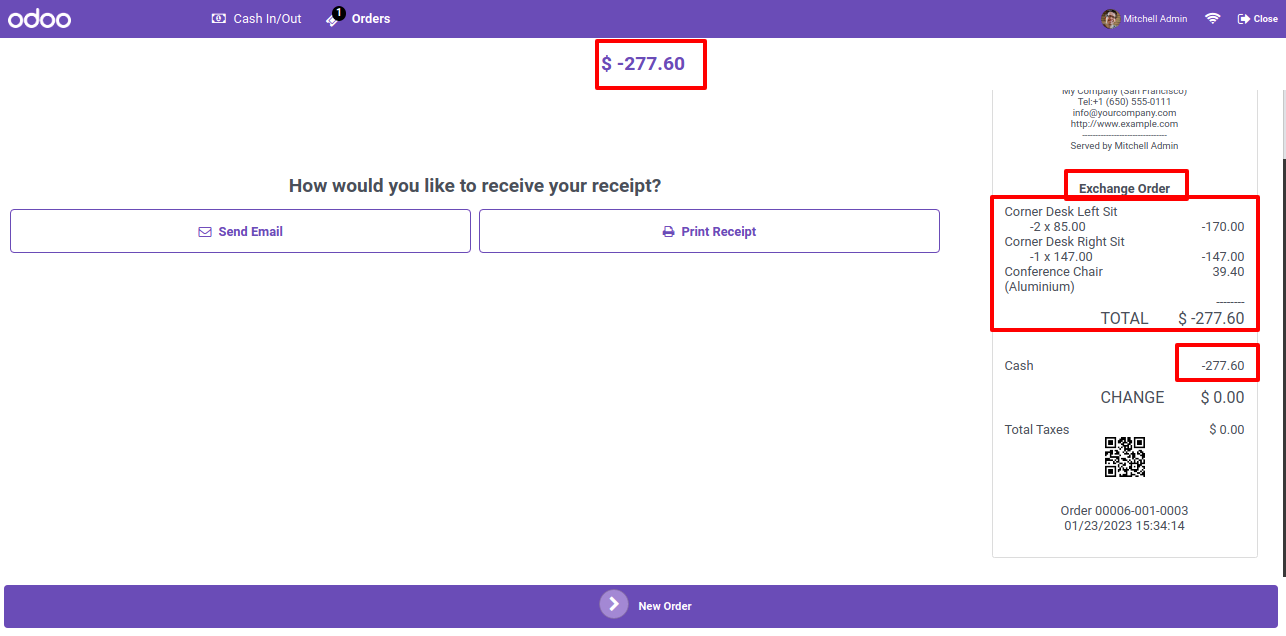 odoo
Cash In/Out
1
Orders
Mitchell Admin
Close
$ -277.60
My Company (San Francisco)
Tel:+1 (650) 555-0111
info@yourcompany.com
http://www.example.com
--------------------------------
Served by Mitchell Admin
How would you like to receive your receipt?
Send Email
Print Receipt
Exchange Order
Corner Desk Left Sit
-2 x 85.00 -170.00
Corner Desk Right Sit
-1 x 147.00 -147.00
Conference Chair 39.40
(Aluminium)
--------
TOTAL $ -277.60
Cash -277.60
CHANGE $ 0.00
Total Taxes $ 0.00
Order 00006-001-0003
01/23/2023 15:34:14
New Order